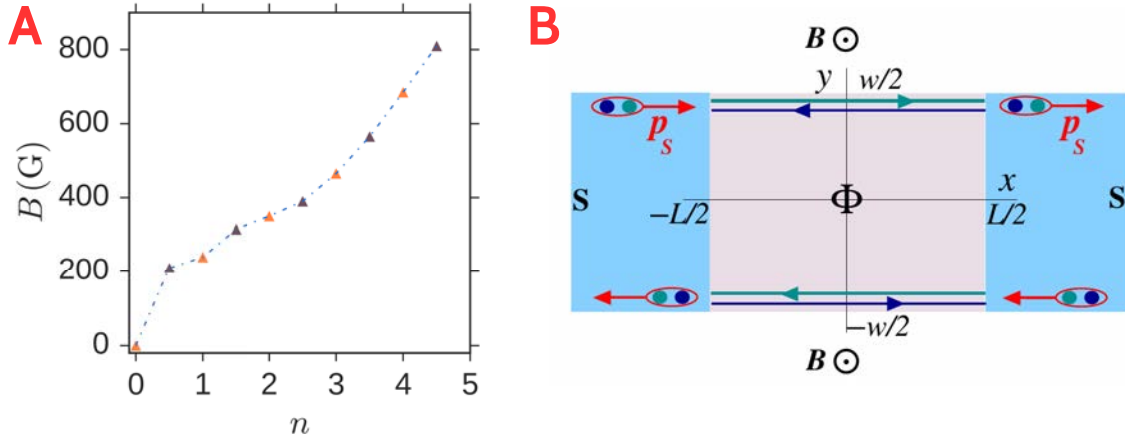 A
B
B (G)
800
600
400
200
0
0 1 2 3 4 5
n
B
y w/2
p_S p_S
S Φ x S
−L/2 L/2
−w/2
B